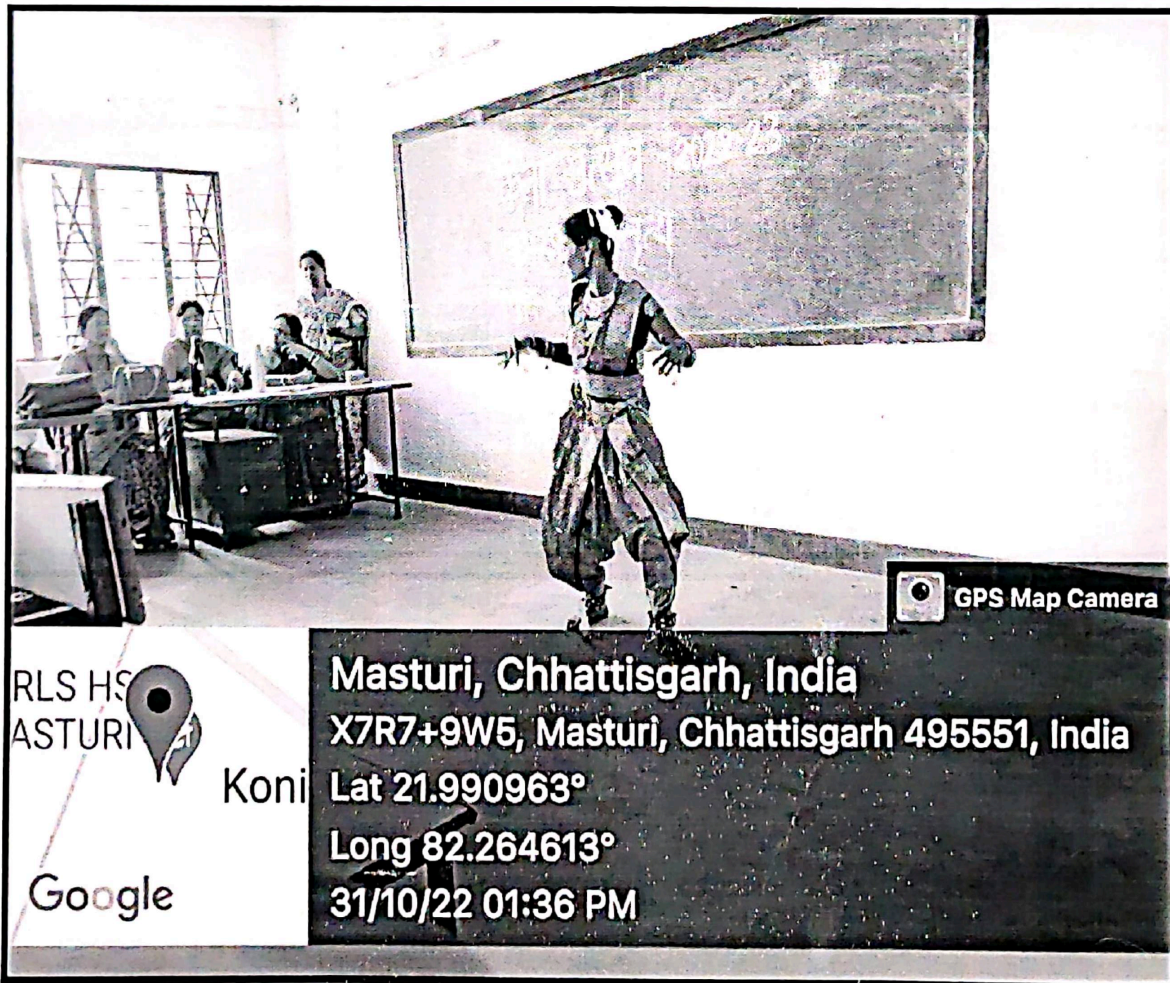 GPS Map Camera
RLS HS
ASTURI
Koni
Google
Masturi, Chhattisgarh, India
X7R7+9W5, Masturi, Chhattisgarh 495551, India
Lat 21.990963°
Long 82.264613°
31/10/22 01:36 PM